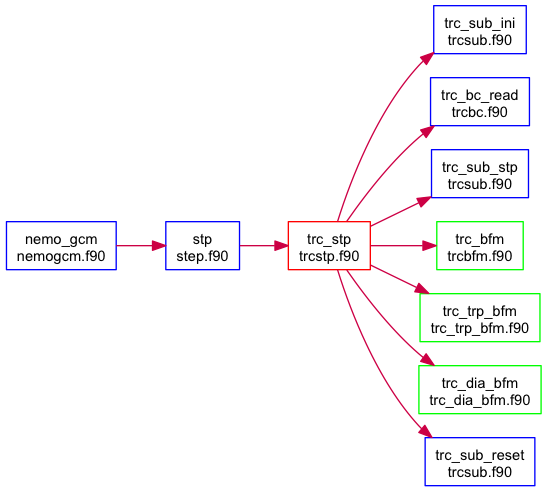 trc_sub_ini
trcsub.f90
trc_bc_read
trcbc.f90
trc_sub_stp
trcsub.f90
nemo_gcm
nemogcm.f90
stp
step.f90
trc_stp
trcstp.f90
trc_bfm
trcbfm.f90
trc_trp_bfm
trc_trp_bfm.f90
trc_dia_bfm
trc_dia_bfm.f90
trc_sub_reset
trcsub.f90